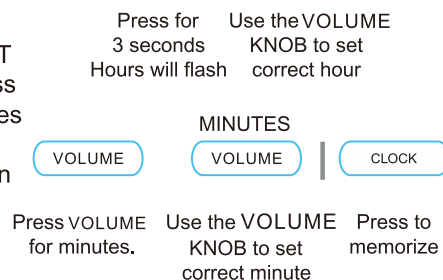 Press for Use the VOLUME
3 seconds KNOB to set
Hours will flash correct hour
MINUTES
VOLUME VOLUME CLOCK
Press VOLUME Use the VOLUME Press to
for minutes. KNOB to set memorize
correct minute